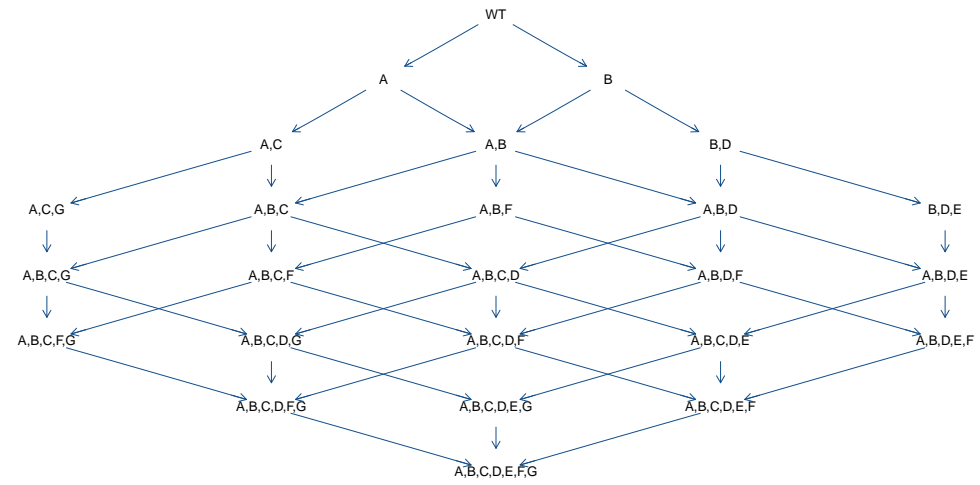 WT
A
B
A,C
A,B
B,D
A,C,G
A,B,C
A,B,F
A,B,D
B,D,E
A,B,C,G
A,B,C,F
A,B,C,D
A,B,D,F
A,B,D,E
A,B,C,F,G
A,B,C,D,G
A,B,C,D,F
A,B,C,D,E
A,B,D,E,F
A,B,C,D,F,G
A,B,C,D,E,G
A,B,C,D,E,F
A,B,C,D,E,F,G